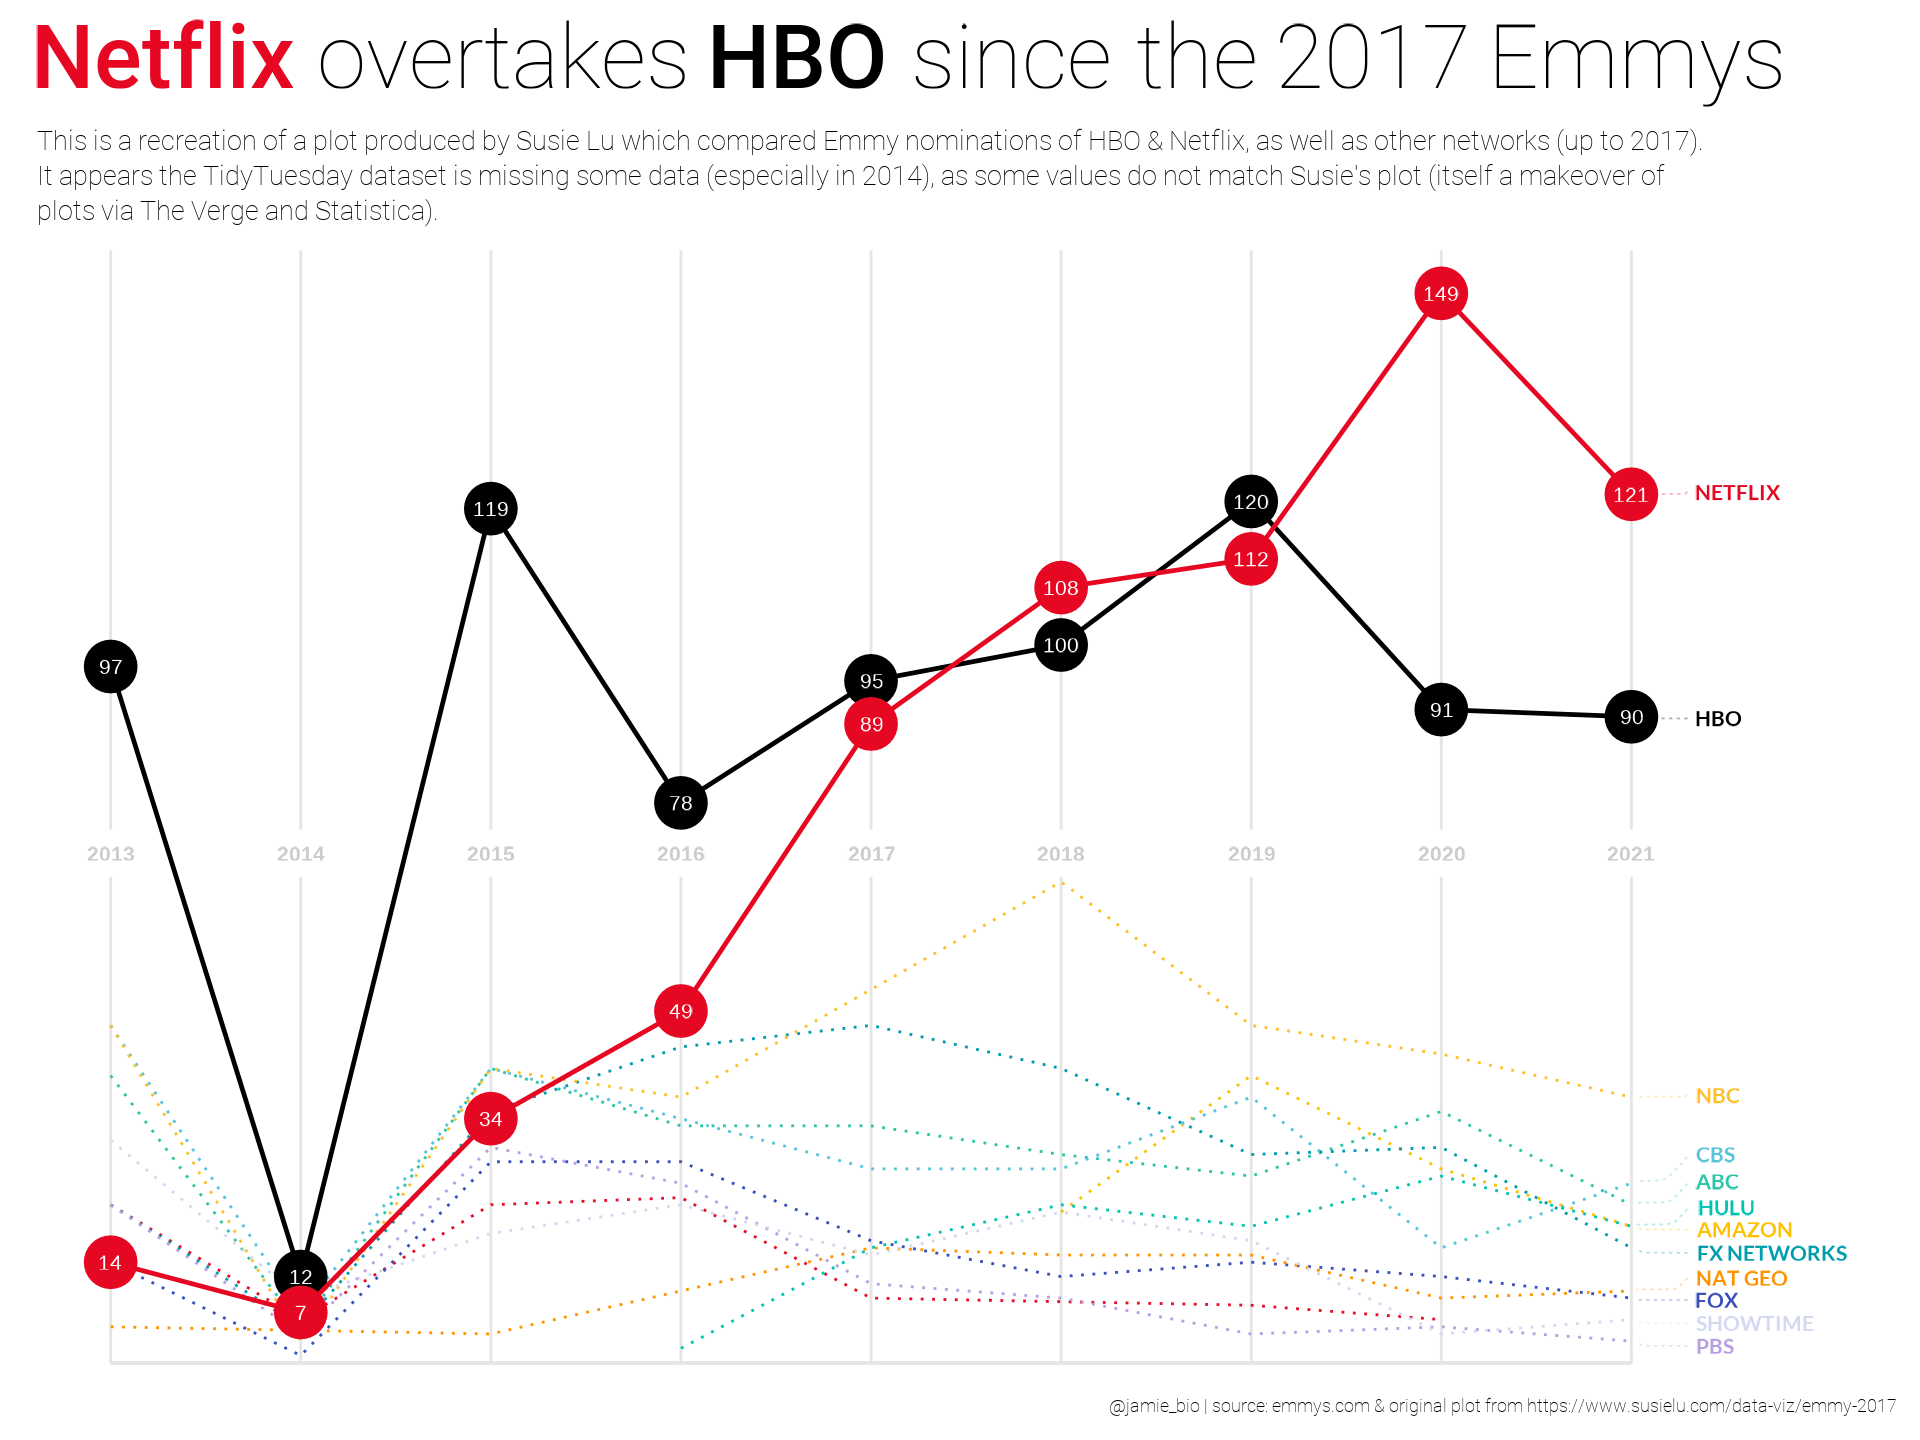 Netflix overtakes HBO since the 2017 Emmys
This is a recreation of a plot produced by Susie Lu which compared Emmy nominations of HBO & Netflix, as well as other networks (up to 2017).
It appears the TidyTuesday dataset is missing some data (especially in 2014), as some values do not match Susie's plot (itself a makeover of
plots via The Verge and Statistica).
149
121
NETFLIX
119
120
112
108
100
97
95
89
91
90
HBO
78
2013 2014 2015 2016 2017 2018 2019 2020 2021
49
34
14
12
7
NBC
CBS
ABC
HULU
AMAZON
FX NETWORKS
NAT GEO
FOX
SHOWTIME
PBS
@jamie_bio | source: emmys.com & original plot from https://www.susielu.com/data-viz/emmy-2017